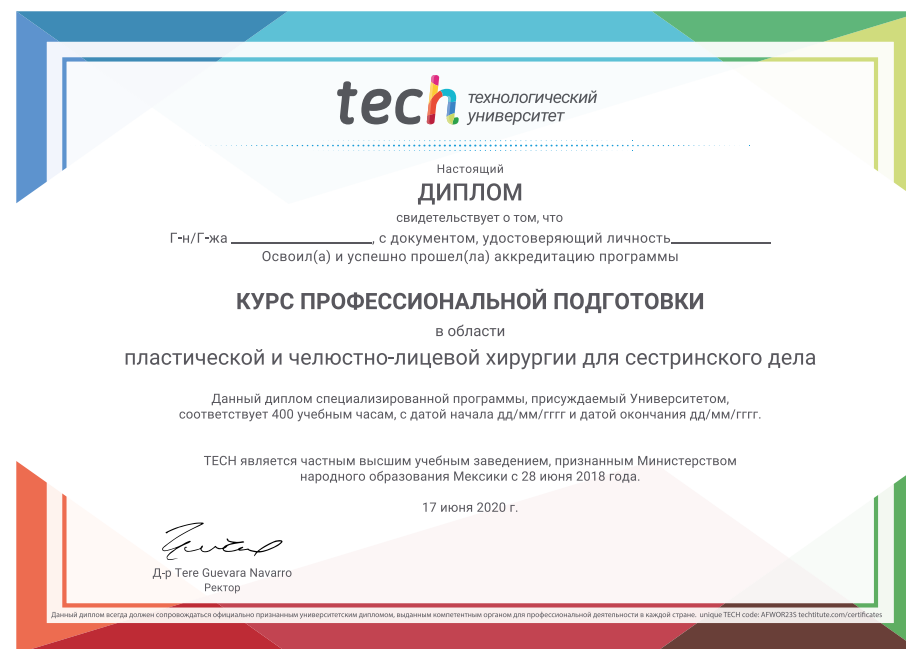 tech технологический
университет
Настоящий
ДИПЛОМ
свидетельствует о том, что
Г-н/Г-жа ____________________, с документом, удостоверяющий личность______________
Освоил(а) и успешно прошел(ла) аккредитацию программы
КУРС ПРОФЕССИОНАЛЬНОЙ ПОДГОТОВКИ
в области
пластической и челюстно-лицевой хирургии для сестринского дела
Данный диплом специализированной программы, присуждаемый Университетом,
соответствует 400 учебным часам, с датой начала дд/мм/гггг и датой окончания дд/мм/гггг.
TECH является частным высшим учебным заведением, признанным Министерством
народного образования Мексики с 28 июня 2018 года.
17 июня 2020 г.
Д-р Tere Guevara Navarro
Ректор
Данный диплом всегда должен сопровождаться официально признанным университетским дипломом, выданным компетентным органом для профессиональной деятельности в каждой стране. unique TECH code: AFWOR23S techtitute.com/certificates